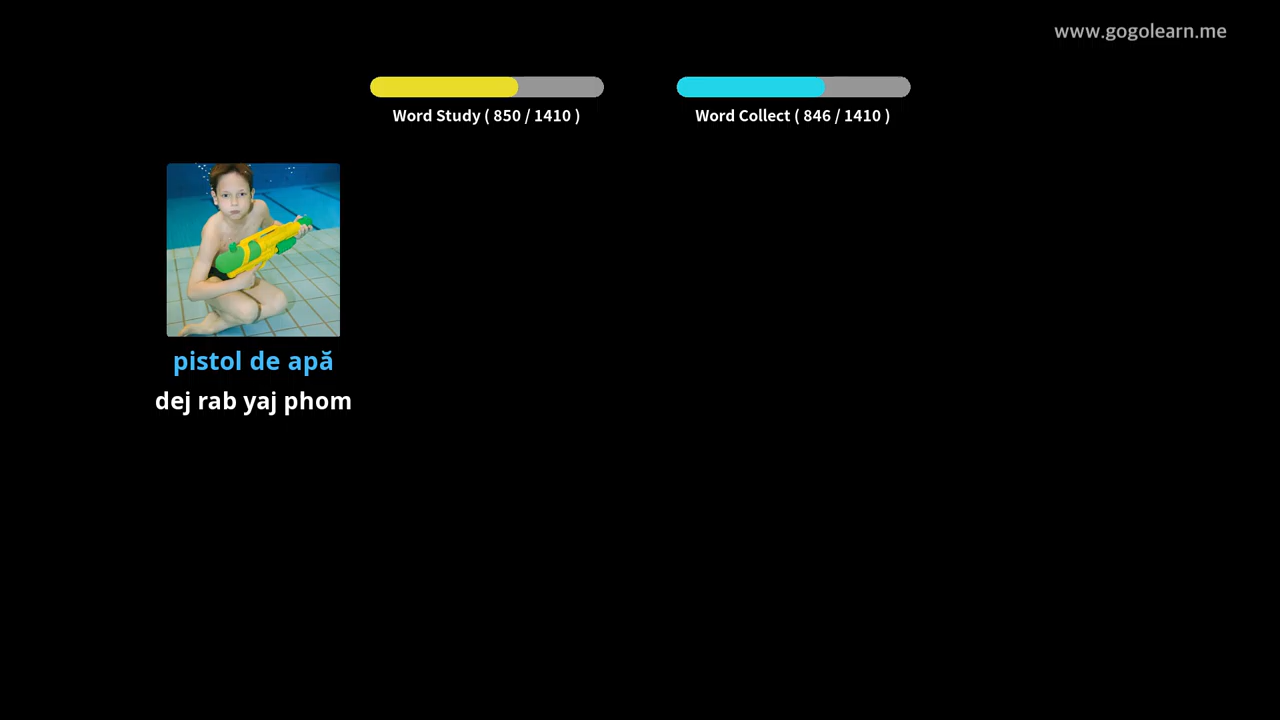 www.gogolearn.me
Word Study ( 850 / 1410 )
Word Collect ( 846 / 1410 )
pistol de apă
dej rab yaj phom